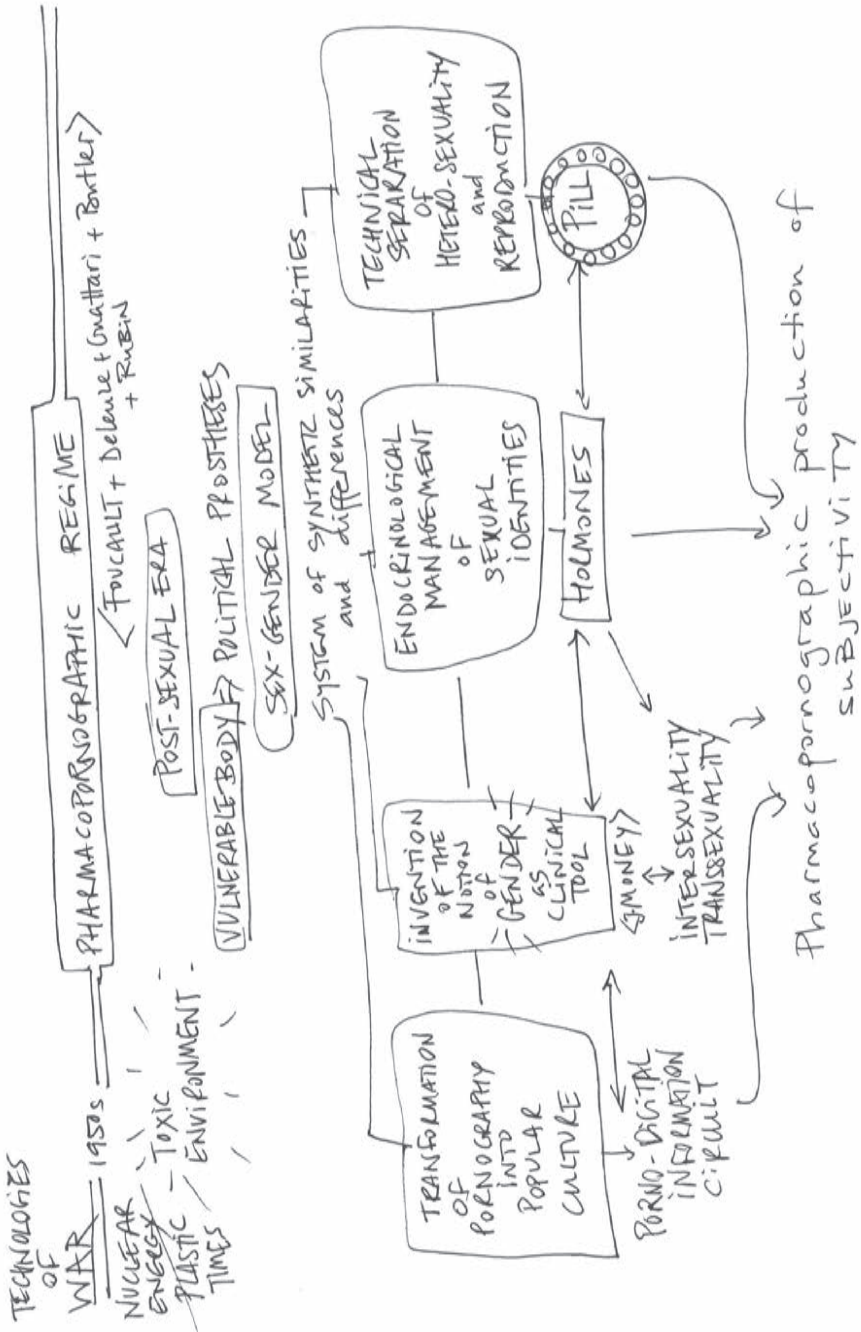 TECHNOLOGIES
OF
WAR
1950s
PHARMACOPORNOGRAPHIC REGIME
NUCLEAR
ENERGY
PLASTIC
TIMES
TOXIC
ENVIRONMENT
<FOUCAULT + Deleuze + Guattari + Butler>
+ RUBIN
POST-SEXUAL ERA
VULNERABLE BODY => POLITICAL PROSTHESES
SEX-GENDER MODEL
SYSTEM OF SYNTHETIC SIMILARITIES
and differences
TRANSFORMATION
OF
PORNOGRAPHY
INTO
POPULAR
CULTURE
INVENTION
OF THE
NOTION
OF
GENDER
as
CLINICAL
TOOL
ENDOCRINOLOGICAL
MANAGEMENT
OF
SEXUAL
IDENTITIES
TECHNICAL
SEPARATION
OF
HETERO-SEXUALITY
and
REPRODUCTION
PORNO-DIGITAL
INFORMATION
CIRCUIT
<J.MONEY>
INTERSEXUALITY
TRANSSEXUALITY
HORMONES
PILL
Pharmacopornographic production of
SUBJECTIVITY